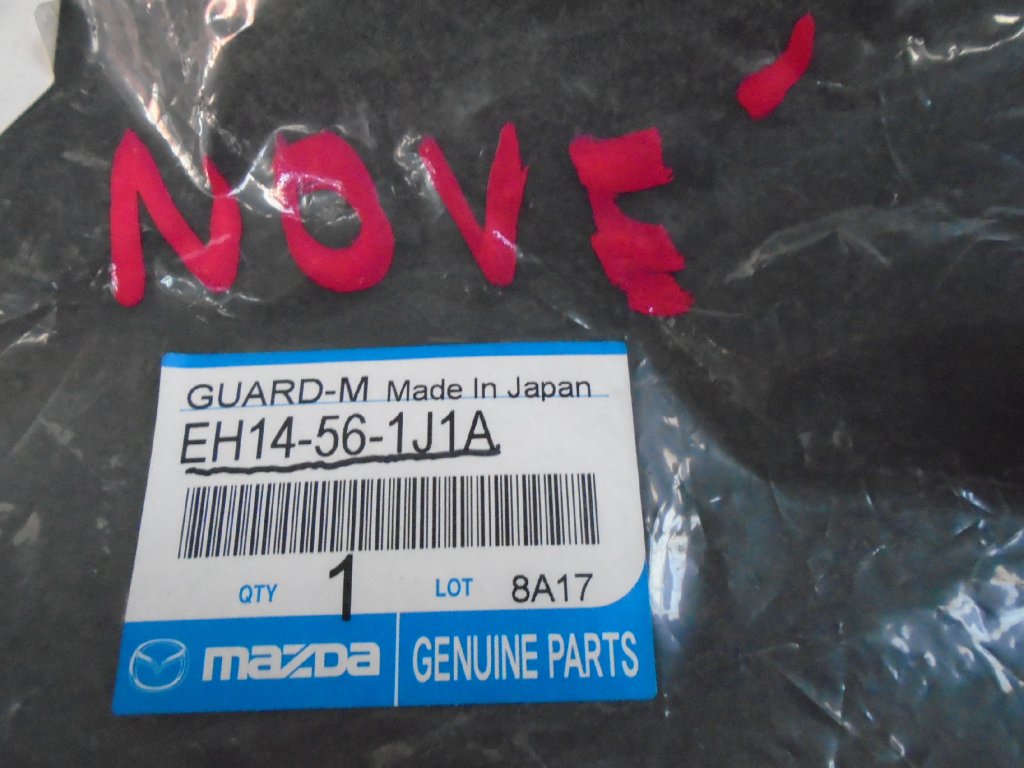 NOVÉ
GUARD-M Made In Japan
EH14-56-1J1A
QTY 1 LOT 8A17
mazda GENUINE PARTS